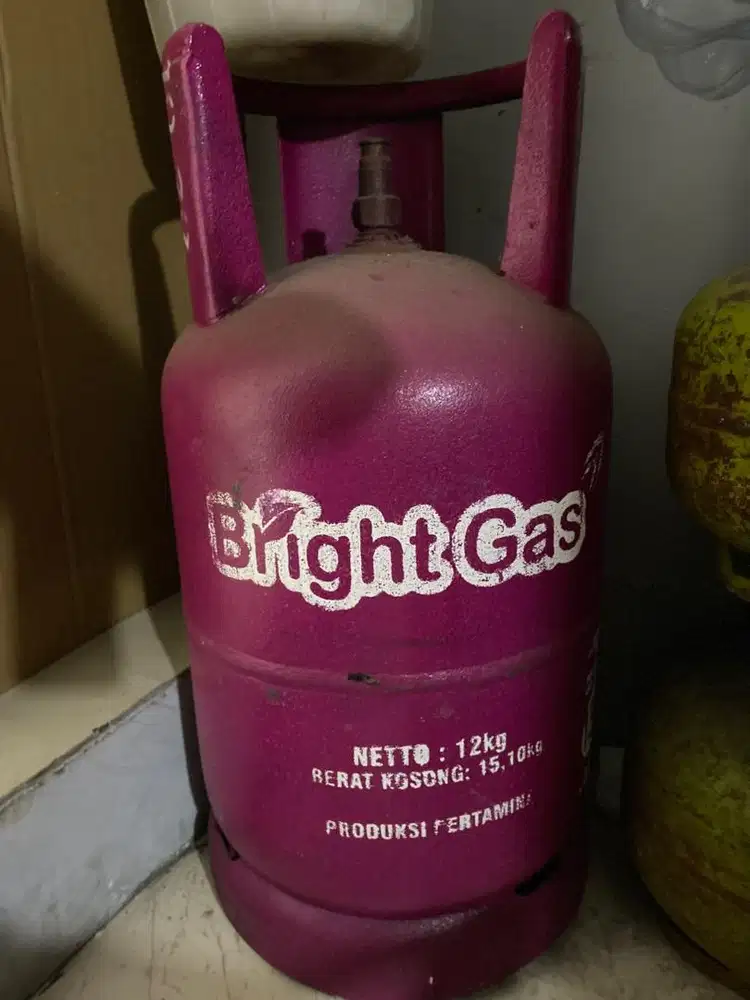 Bright Gas
NETTO : 12kg
BERAT KOSONG: 15,10kg
PRODUKSI PERTAMINA